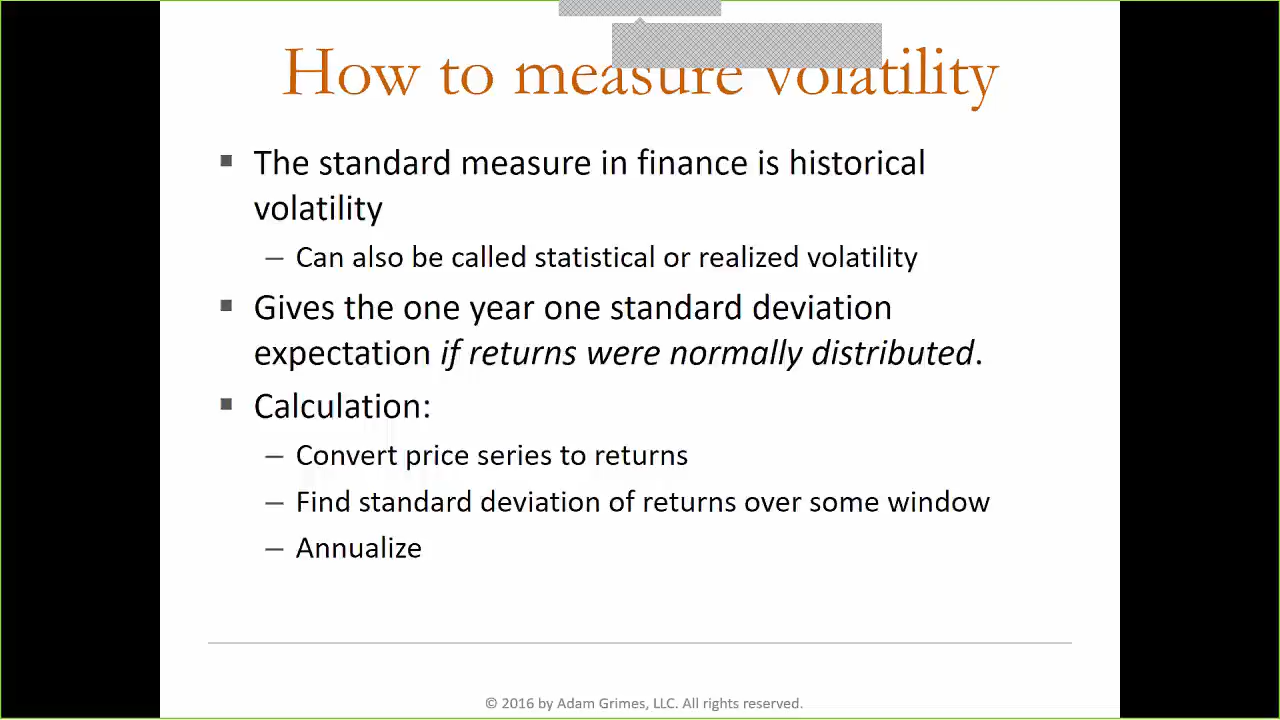 How to measure volatility
▪ The standard measure in finance is historical
volatility
– Can also be called statistical or realized volatility
▪ Gives the one year one standard deviation
expectation if returns were normally distributed.
▪ Calculation:
– Convert price series to returns
– Find standard deviation of returns over some window
– Annualize
© 2016 by Adam Grimes, LLC. All rights reserved.